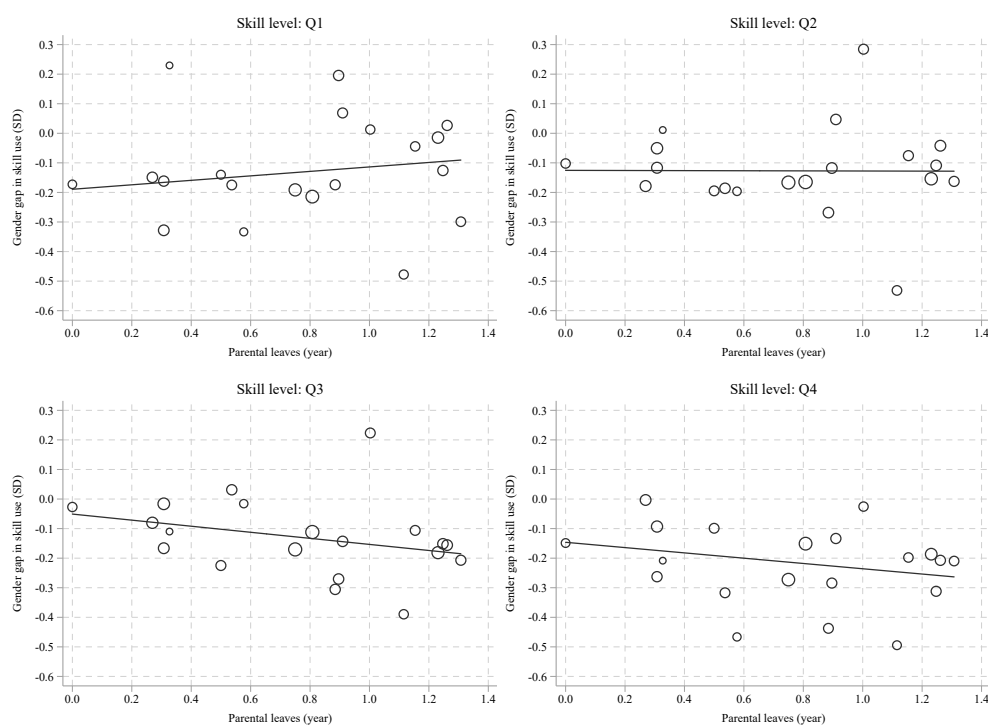 Skill level: Q1
Gender gap in skill use (SD)
0.3
0.2
0.1
0.0
-0.1
-0.2
-0.3
-0.4
-0.5
-0.6
0.0 0.2 0.4 0.6 0.8 1.0 1.2 1.4
Parental leaves (year)
Skill level: Q2
Gender gap in skill use (SD)
0.3
0.2
0.1
0.0
-0.1
-0.2
-0.3
-0.4
-0.5
-0.6
0.0 0.2 0.4 0.6 0.8 1.0 1.2 1.4
Parental leaves (year)
Skill level: Q3
Gender gap in skill use (SD)
0.3
0.2
0.1
0.0
-0.1
-0.2
-0.3
-0.4
-0.5
-0.6
0.0 0.2 0.4 0.6 0.8 1.0 1.2 1.4
Parental leaves (year)
Skill level: Q4
Gender gap in skill use (SD)
0.3
0.2
0.1
0.0
-0.1
-0.2
-0.3
-0.4
-0.5
-0.6
0.0 0.2 0.4 0.6 0.8 1.0 1.2 1.4
Parental leaves (year)